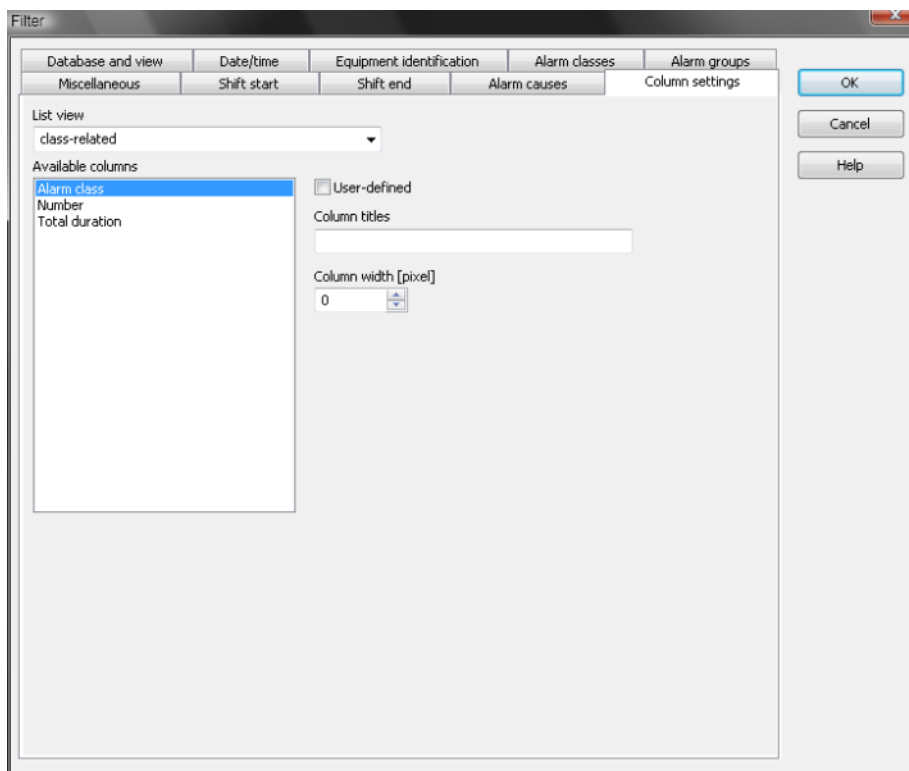 Filter
Database and view Date/time Equipment identification Alarm classes Alarm groups
Miscellaneous Shift start Shift end Alarm causes Column settings
OK
Cancel
Help
List view
class-related
Available columns
Alarm class
Number
Total duration
User-defined
Column titles
Column width [pixel]
0